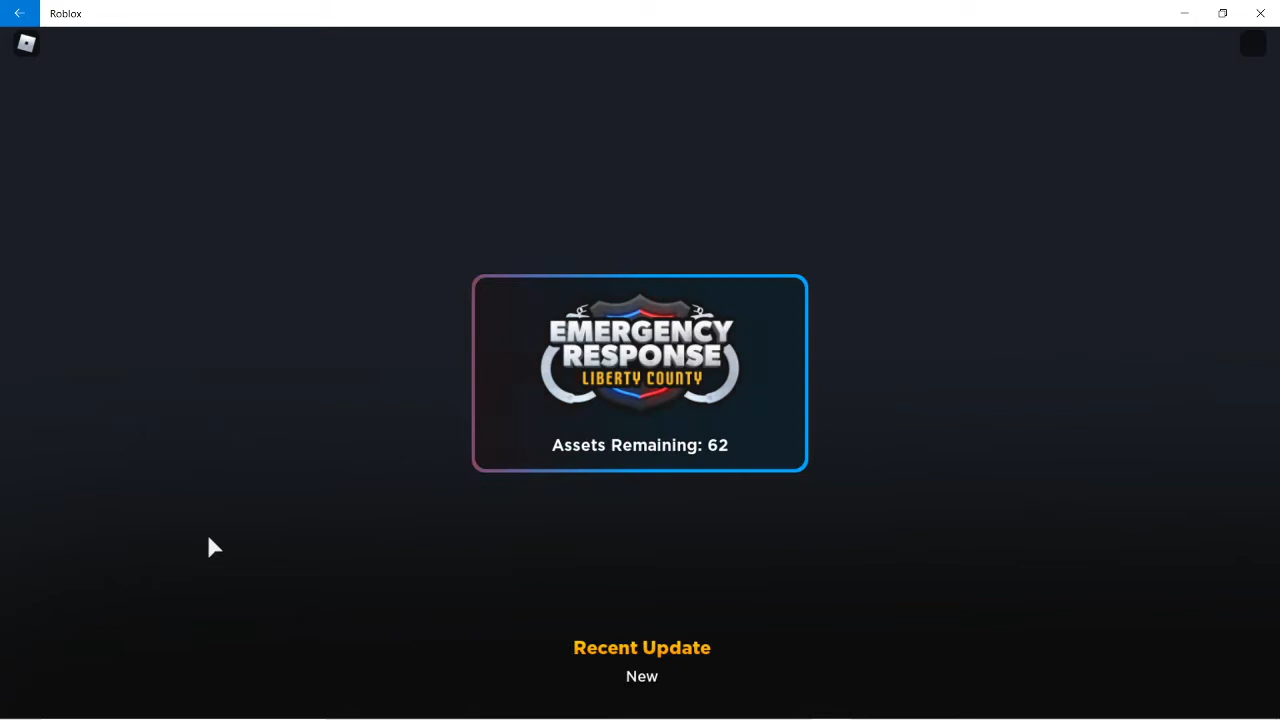 Roblox
EMERGENCY
RESPONSE
LIBERTY COUNTY
Assets Remaining: 62
Recent Update
New